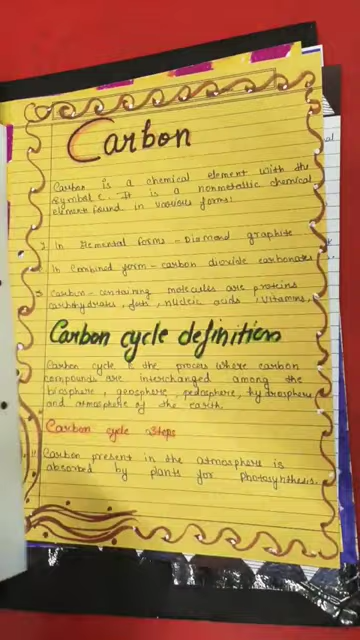 Carbon
Carbon is a chemical element with the
symbol c. It is a nonmetallic chemical
element found in various forms:
1. In Elemental forms - Diamond graphite
2. In Combined form - carbon dioxide carbonates
3. Carbon - containing molecules are proteins
carbohydrates, fats, nucleic acids, vitamins,
Carbon cycle definition
Carbon cycle is the process where carbon
compounds are interchanged among the
biosphere, geosphere, pedosphere, hydrosphere
and atmosphere of the earth.
Carbon cycle Steps
Carbon present in the atmosphere is
absorbed by plants for photosynthesis.